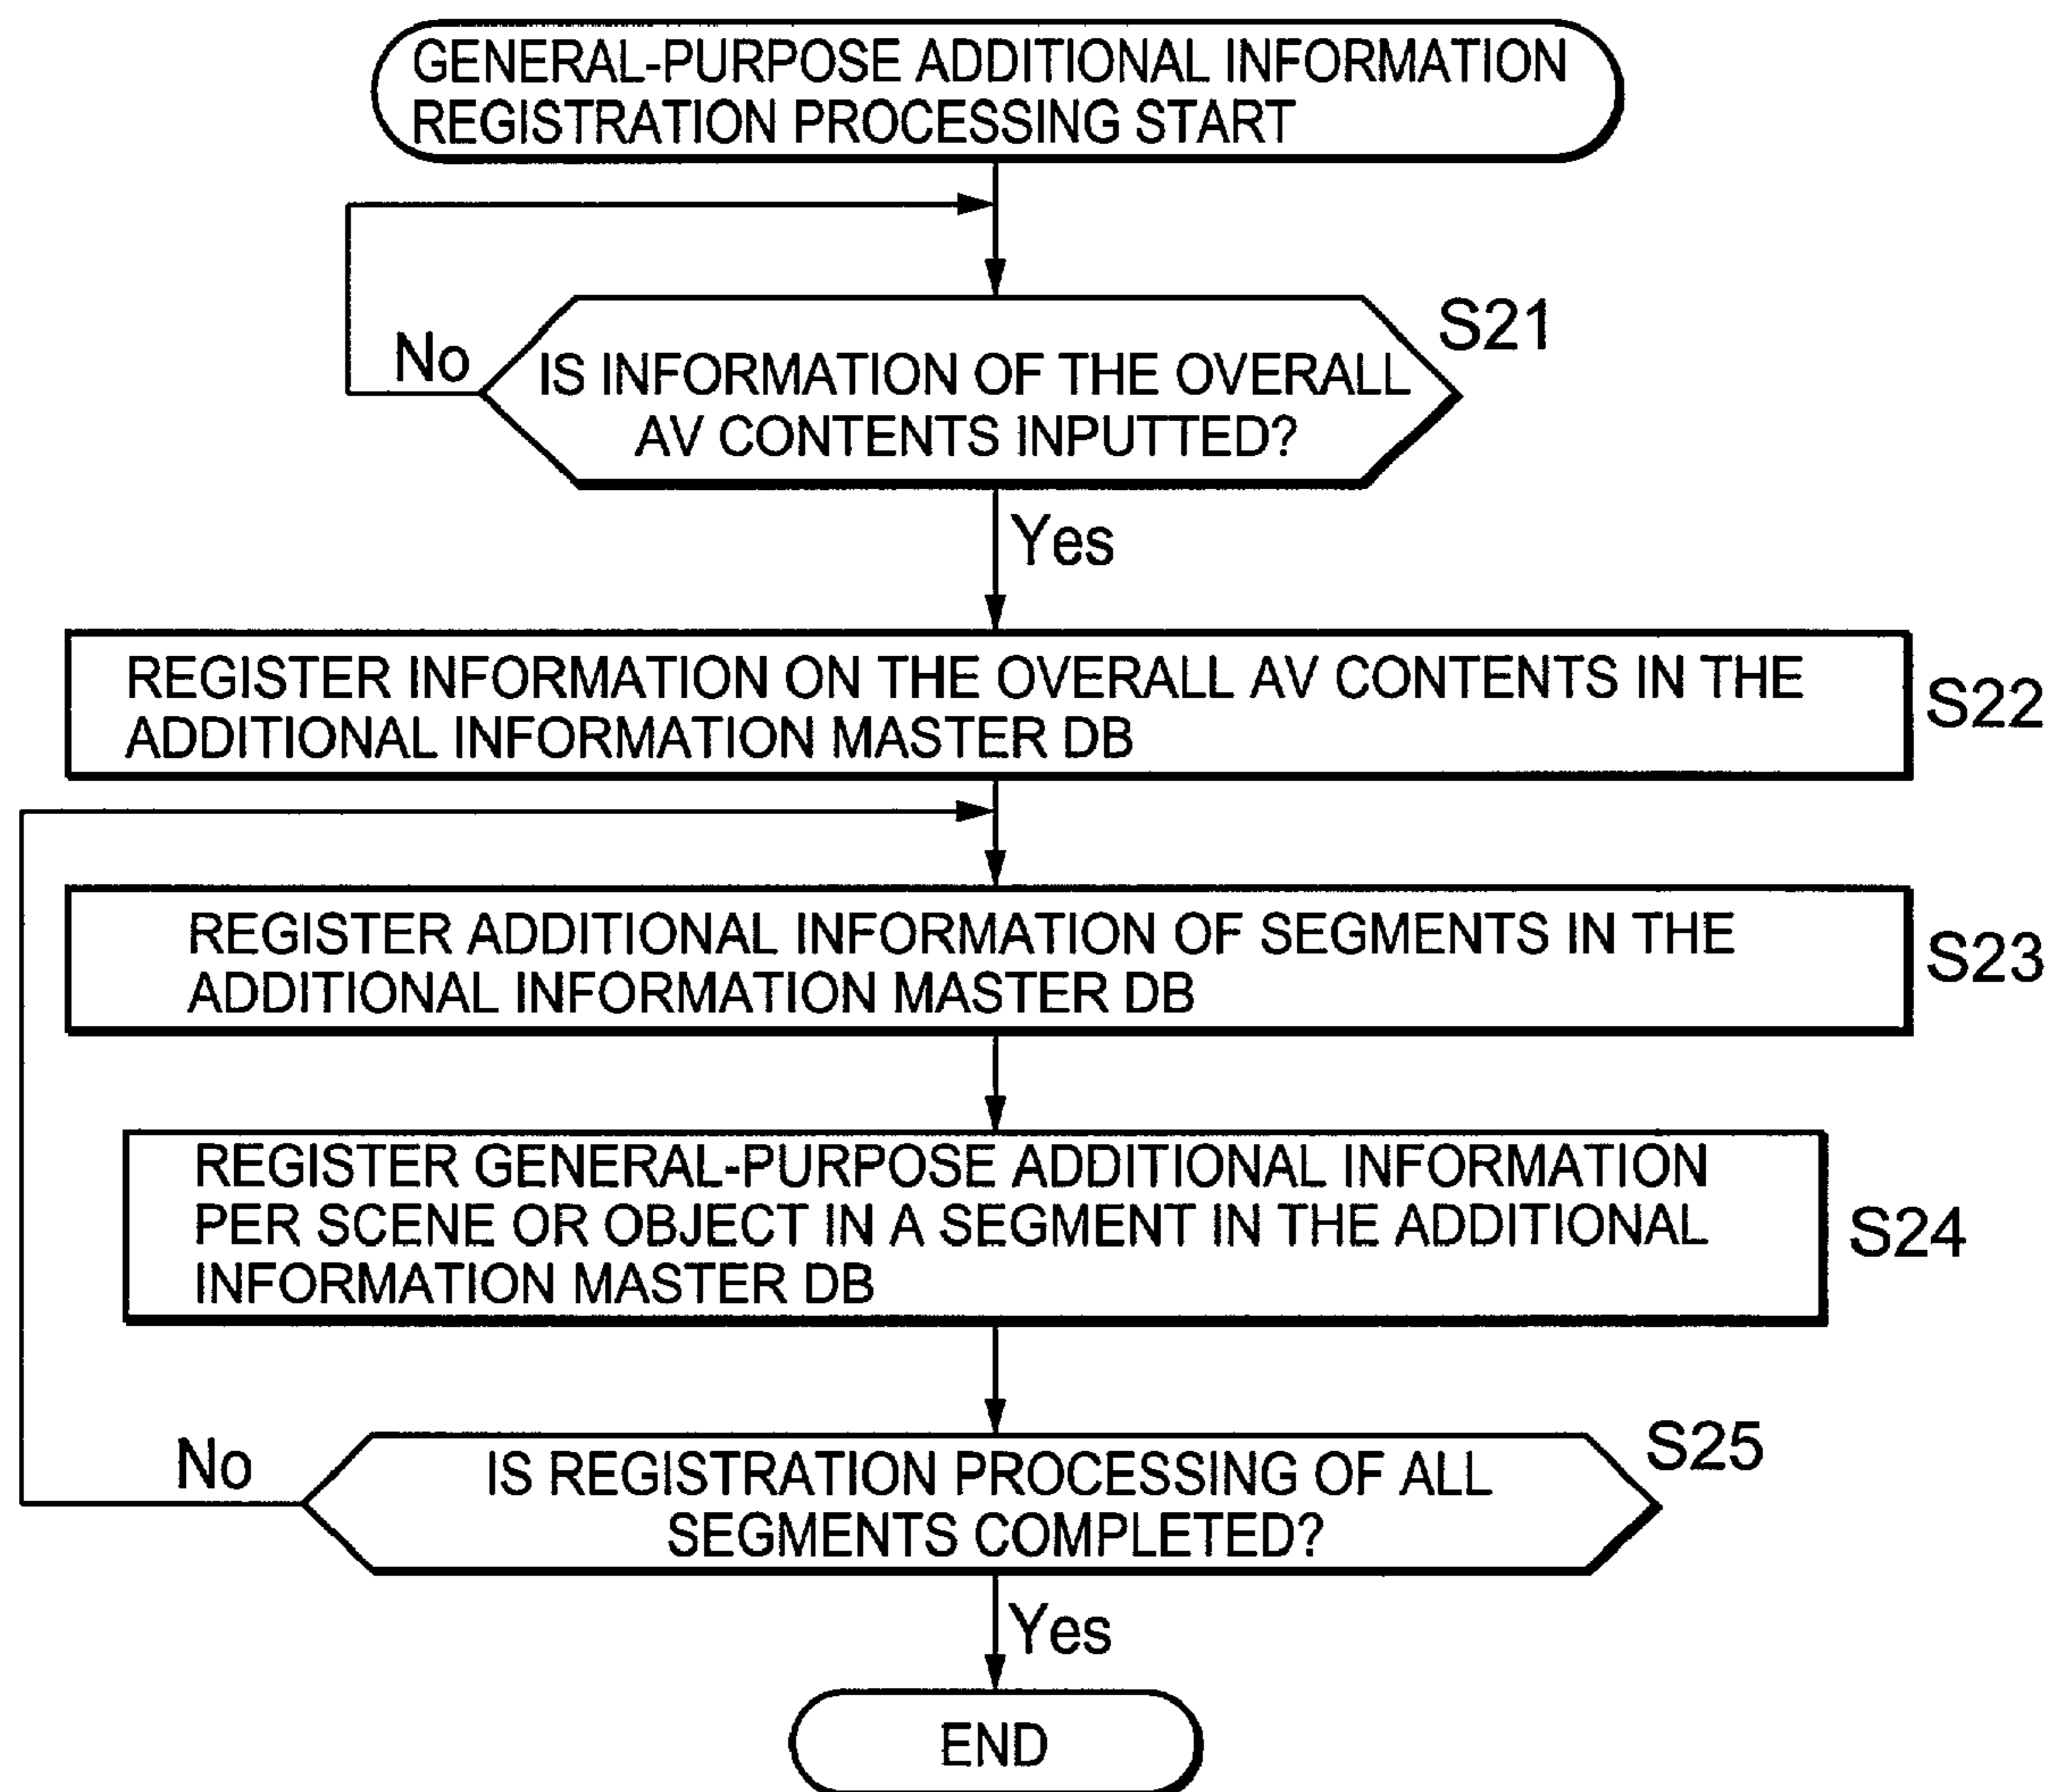 GENERAL-PURPOSE ADDITIONAL INFORMATION
REGISTRATION PROCESSING START
S21
No
IS INFORMATION OF THE OVERALL
AV CONTENTS INPUTTED?
Yes
REGISTER INFORMATION ON THE OVERALL AV CONTENTS IN THE
ADDITIONAL INFORMATION MASTER DB
S22
REGISTER ADDITIONAL INFORMATION OF SEGMENTS IN THE
ADDITIONAL INFORMATION MASTER DB
S23
REGISTER GENERAL-PURPOSE ADDITIONAL INFORMATION
PER SCENE OR OBJECT IN A SEGMENT IN THE ADDITIONAL
INFORMATION MASTER DB
S24
S25
No
IS REGISTRATION PROCESSING OF ALL
SEGMENTS COMPLETED?
Yes
END